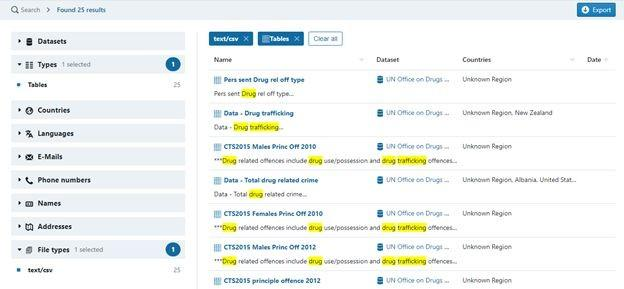 Search > Found 25 results
Export
Datasets
Types 1 selected 1
Tables 25
Countries
Languages
E-Mails
Phone numbers
Names
Addresses
File types 1 selected 1
text/csv 25
text/csv × Tables × Clear all
Name Dataset Countries Date
Pers sent Drug rel off type UN Office on Drugs ... Unknown Region
Pers sent Drug rel off type...
Data - Drug trafficking UN Office on Drugs ... Unknown Region, New Zealand
Data - Drug trafficking...
CTS2015 Males Princ Off 2010 UN Office on Drugs ... Unknown Region
***Drug related offences include drug use/possession and drug trafficking offences...
Data - Total drug related crime UN Office on Drugs ... Unknown Region, Albania, United Stat...
Data - Total drug related crime...
CTS2015 Females Princ Off 2010 UN Office on Drugs ... Unknown Region
***Drug related offences include drug use/possession and drug trafficking offences...
CTS2015 Males Princ Off 2012 UN Office on Drugs ... Unknown Region
***Drug related offences include drug use/possession and drug trafficking offences...
CTS2015 principle offence 2012 UN Office on Drugs ... Unknown Region